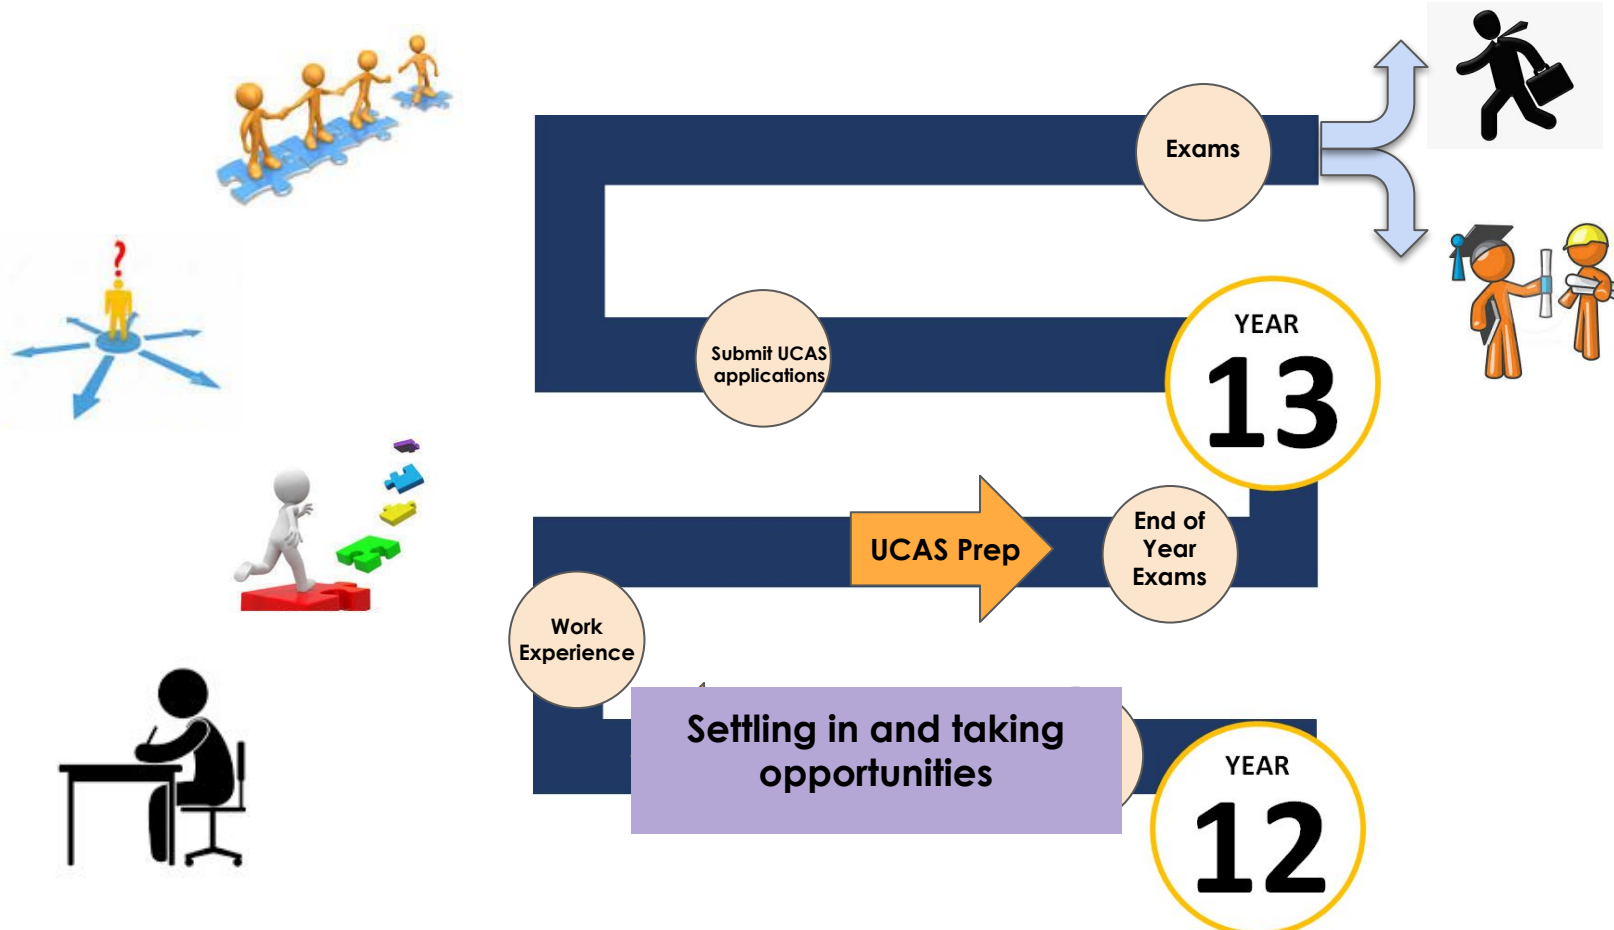 Exams
YEAR
13
Submit UCAS
applications
UCAS Prep
End of
Year
Exams
Work
Experience
Settling in and taking
opportunities
YEAR
12
?